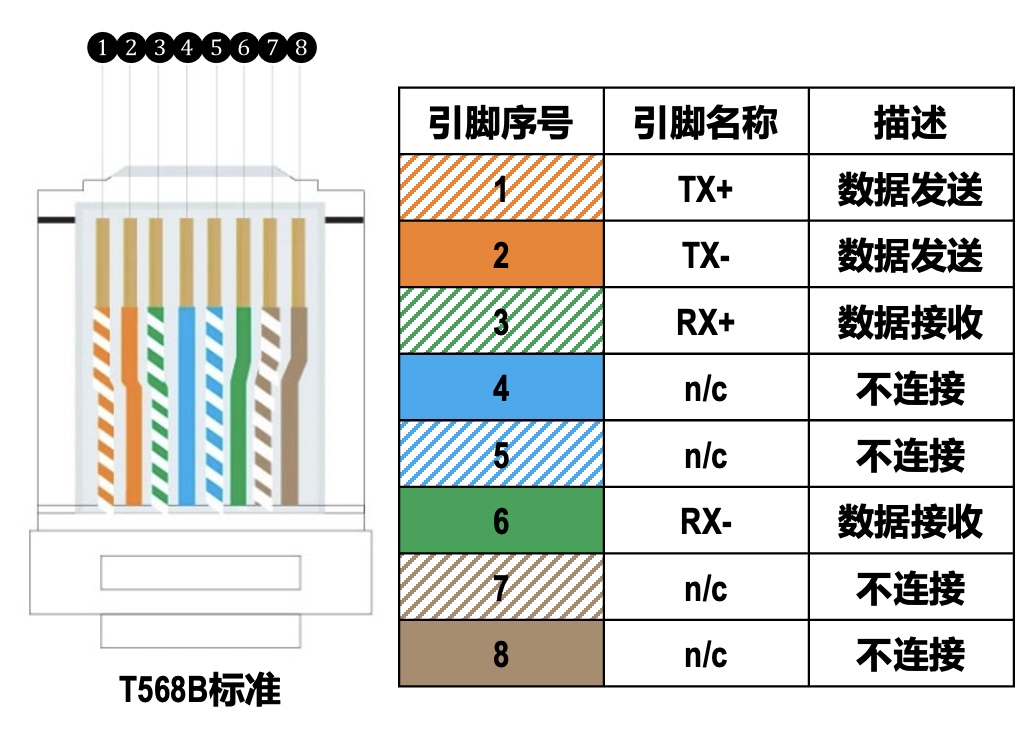 1 2 3 4 5 6 7 8
引脚序号 引脚名称 描述
1 TX+ 数据发送
2 TX- 数据发送
3 RX+ 数据接收
4 n/c 不连接
5 n/c 不连接
6 RX- 数据接收
7 n/c 不连接
8 n/c 不连接
T568B标准